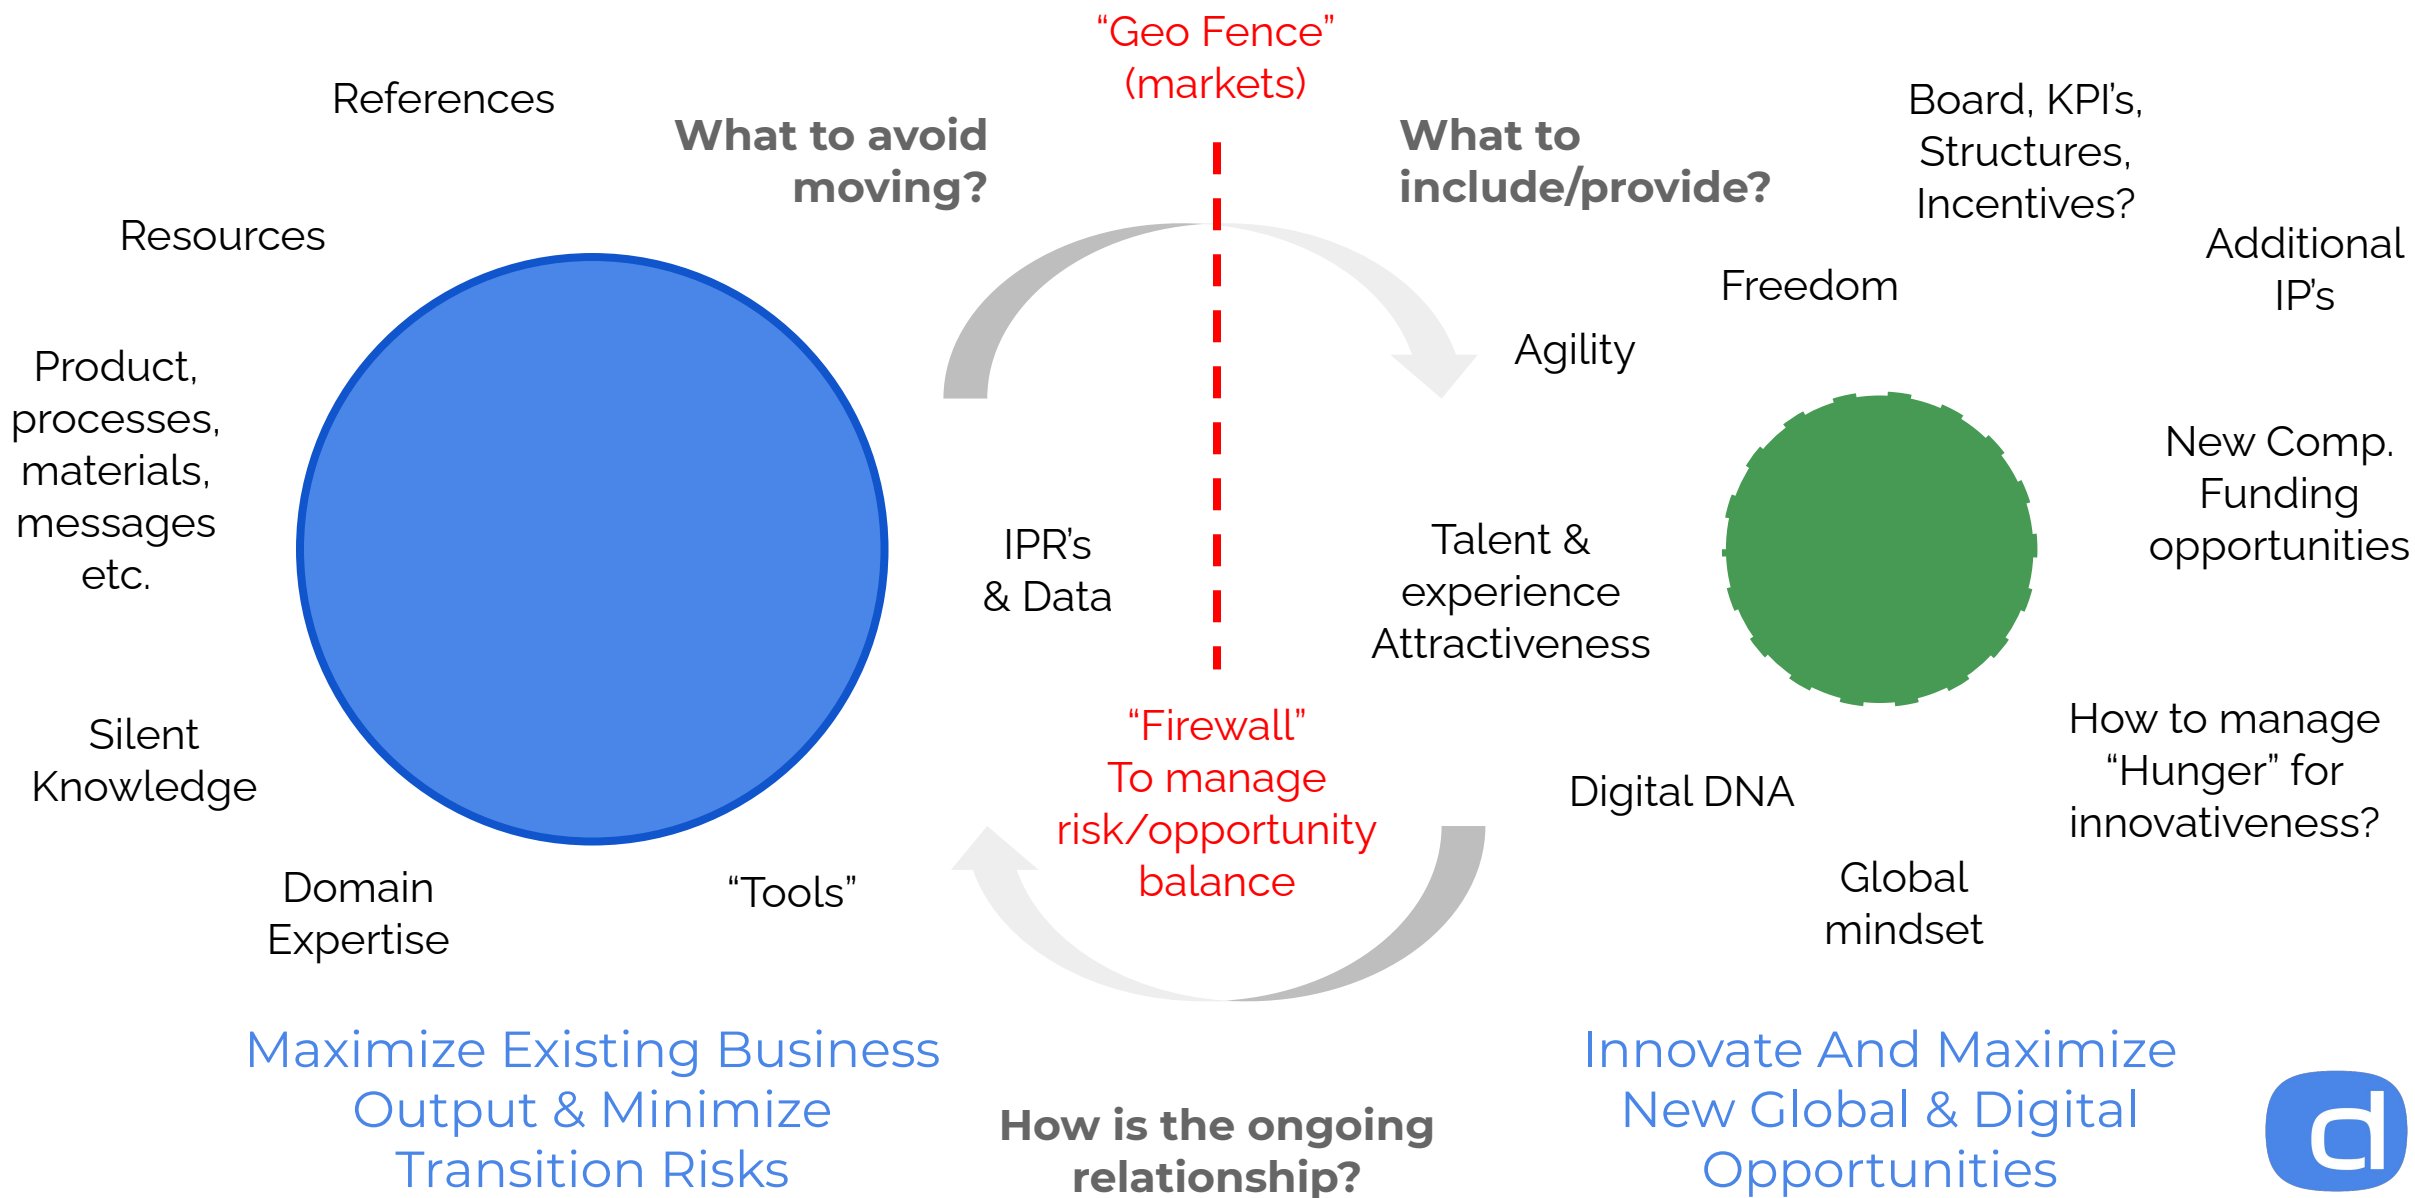 “Geo Fence”
(markets)
References
What to avoid
moving?
What to
include/provide?
Board, KPI’s,
Structures,
Incentives?
Resources
Additional
IP’s
Freedom
Agility
Product,
processes,
materials,
messages
etc.
New Comp.
Funding
opportunities
IPR’s
& Data
Talent &
experience
Attractiveness
Silent
Knowledge
“Firewall”
To manage
risk/opportunity
balance
How to manage
“Hunger” for
innovativeness?
Digital DNA
Domain
Expertise
“Tools”
Global
mindset
Maximize Existing Business
Output & Minimize
Transition Risks
How is the ongoing
relationship?
Innovate And Maximize
New Global & Digital
Opportunities
d